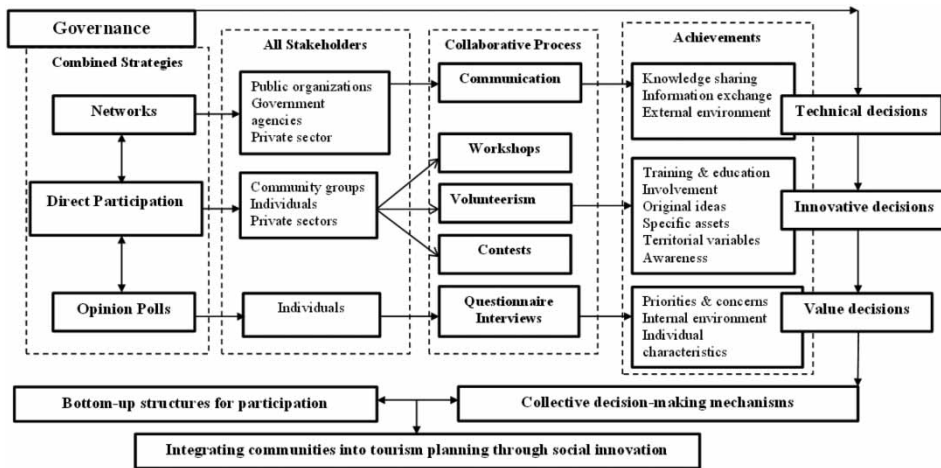 Governance
Combined Strategies
Networks
Direct Participation
Opinion Polls
All Stakeholders
Public organizations
Government
agencies
Private sector
Community groups
Individuals
Private sectors
Individuals
Collaborative Process
Communication
Workshops
Volunteerism
Contests
Questionnaire
Interviews
Achievements
Knowledge sharing
Information exchange
External environment
Training & education
Involvement
Original ideas
Specific assets
Territorial variables
Awareness
Priorities & concerns
Internal environment
Individual
characteristics
Technical decisions
Innovative decisions
Value decisions
Bottom-up structures for participation
Collective decision-making mechanisms
Integrating communities into tourism planning through social innovation